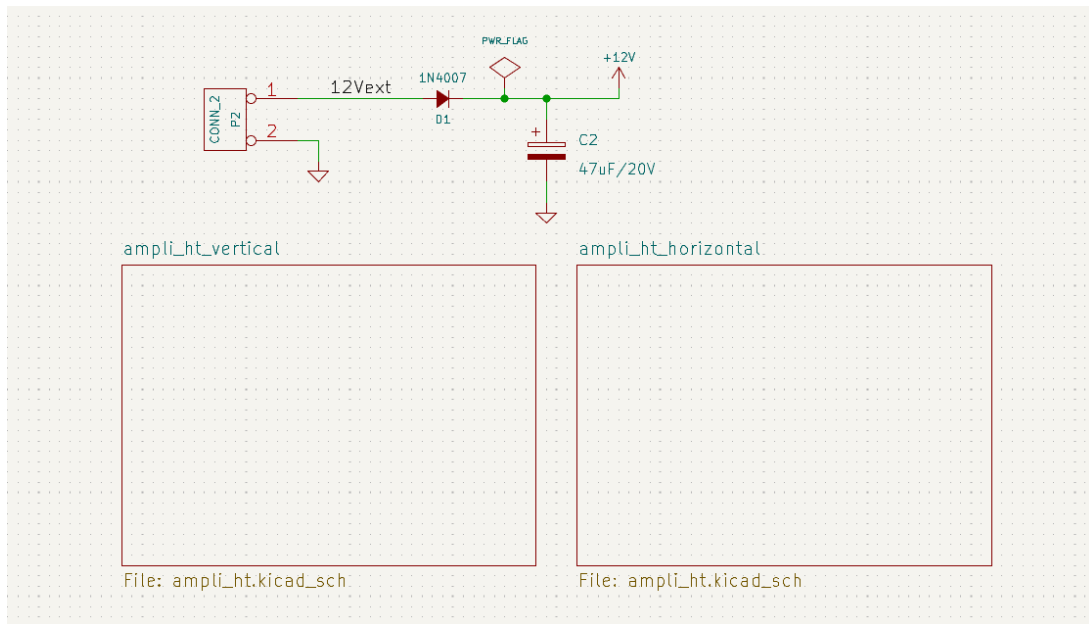 PWR_FLAG
+12V
1N4007
12Vext
1
CONN_2
P2
D1
2
+
C2
47uF/20V
ampli_ht_vertical
ampli_ht_horizontal
File: ampli_ht.kicad_sch
File: ampli_ht.kicad_sch